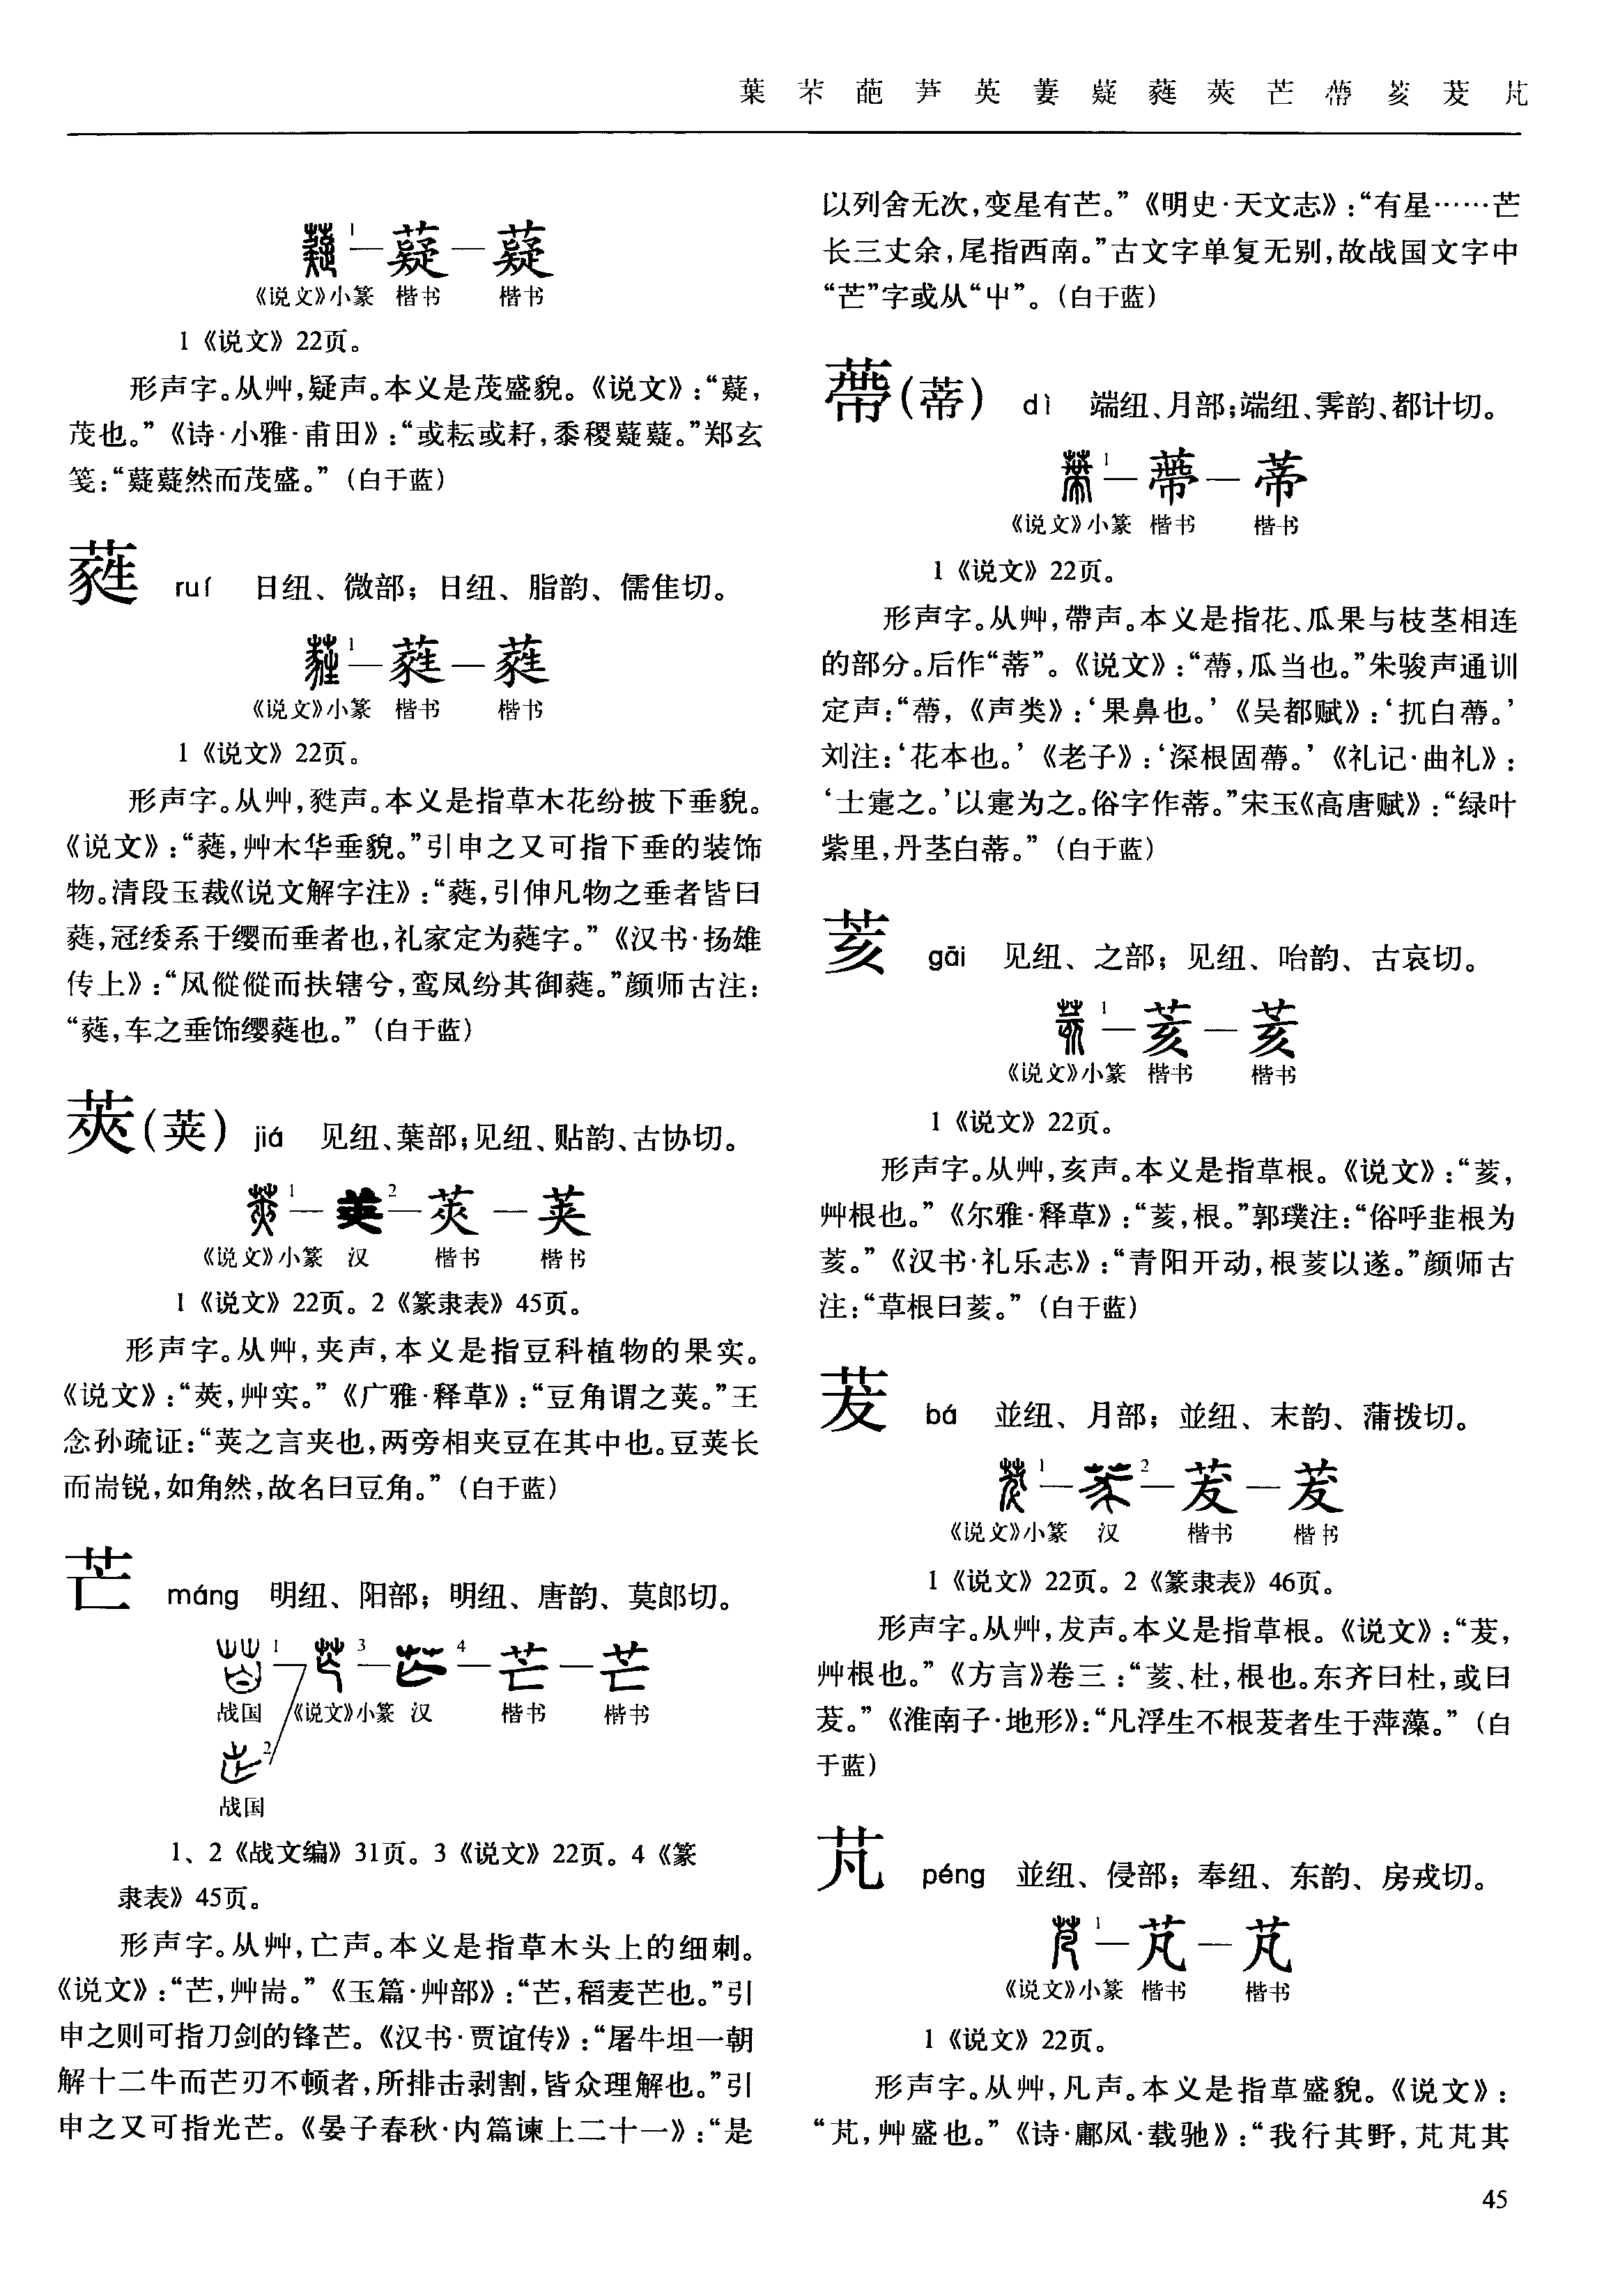 葉 芣 葩 芛 英 萋 薿 蕤 莢 芒 蔕 荄 茇 芃
1
薿—薿
《说文》小篆 楷书 楷书
1《说文》22页。
形声字。从艸,疑声。本义是茂盛貌。《说文》:“薿,
茂也。”《诗·小雅·甫田》:“或耘或耔,黍稷薿薿。”郑玄
笺:“薿薿然而茂盛。”(白于蓝)
蕤 ruí 日纽、微部;日纽、脂韵、儒隹切。
1
蕤—蕤
《说文》小篆 楷书 楷书
1《说文》22页。
形声字。从艸,甤声。本义是指草木花纷披下垂貌。
《说文》:“蕤,艸木华垂貌。”引申之又可指下垂的装饰
物。清段玉裁《说文解字注》:“蕤,引伸凡物之垂者皆曰
蕤,冠緌系于缨而垂者也,礼家定为蕤字。”《汉书·扬雄
传上》:“风傱傱而扶辖兮,鸾凤纷其御蕤。”颜师古注:
“蕤,车之垂饰缨蕤也。”(白于蓝)
莢(荚) jiá 见纽、葉部;见纽、贴韵、古协切。
1 2
莢—荚
《说文》小篆 汉 楷书 楷书
1《说文》22页。2《篆隶表》45页。
形声字。从艸,夹声,本义是指豆科植物的果实。
《说文》:“莢,艸实。”《广雅·释草》:“豆角谓之荚。”王
念孙疏证:“荚之言夹也,两旁相夹豆在其中也。豆荚长
而耑锐,如角然,故名曰豆角。”(白于蓝)
芒 máng 明纽、阳部;明纽、唐韵、莫郎切。
1 3 4
芒—芒
战国 《说文》小篆 汉 楷书 楷书
2
战国
1、2《战文编》31页。3《说文》22页。4《篆
隶表》45页。
形声字。从艸,亡声。本义是指草木头上的细刺。
《说文》:“芒,艸耑。”《玉篇·艸部》:“芒,稻麦芒也。”引
申之则可指刀剑的锋芒。《汉书·贾谊传》:“屠牛坦一朝
解十二牛而芒刃不顿者,所排击剥割,皆众理解也。”引
申之又可指光芒。《晏子春秋·内篇谏上二十一》:“是
以列舍无次,变星有芒。”《明史·天文志》:“有星……芒
长三丈余,尾指西南。”古文字单复无别,故战国文字中
“芒”字或从“屮”。(白于蓝)
蔕(蒂) dì 端纽、月部;端纽、霁韵、都计切。
1
蔕—蒂
《说文》小篆 楷书 楷书
1《说文》22页。
形声字。从艸,帶声。本义是指花、瓜果与枝茎相连
的部分。后作“蒂”。《说文》:“蔕,瓜当也。”朱骏声通训
定声:“蔕,《声类》:‘果鼻也。’《吴都赋》:‘扤白蔕。’
刘注:‘花本也。’《老子》:‘深根固蔕。’《礼记·曲礼》:
‘士疐之。’以疐为之。俗字作蒂。”宋玉《高唐赋》:“绿叶
紫里,丹茎白蒂。”(白于蓝)
荄 gāi 见纽、之部;见纽、咍韵、古哀切。
1
荄—荄
《说文》小篆 楷书 楷书
1《说文》22页。
形声字。从艸,亥声。本义是指草根。《说文》:“荄,
艸根也。”《尔雅·释草》:“荄,根。”郭璞注:“俗呼韭根为
荄。”《汉书·礼乐志》:“青阳开动,根荄以遂。”颜师古
注:“草根曰荄。”(白于蓝)
茇 bá 並纽、月部;並纽、末韵、蒲拨切。
1 2
茇—茇
《说文》小篆 汉 楷书 楷书
1《说文》22页。2《篆隶表》46页。
形声字。从艸,犮声。本义是指草根。《说文》:“茇,
艸根也。”《方言》卷三:“荄、杜,根也。东齐曰杜,或曰
茇。”《淮南子·地形》:“凡浮生不根茇者生于萍藻。”(白
于蓝)
芃 péng 並纽、侵部;奉纽、东韵、房戎切。
1
芃—芃
《说文》小篆 楷书 楷书
1《说文》22页。
形声字。从艸,凡声。本义是指草盛貌。《说文》:
“芃,艸盛也。”《诗·鄘风·载驰》:“我行其野,芃芃其
45